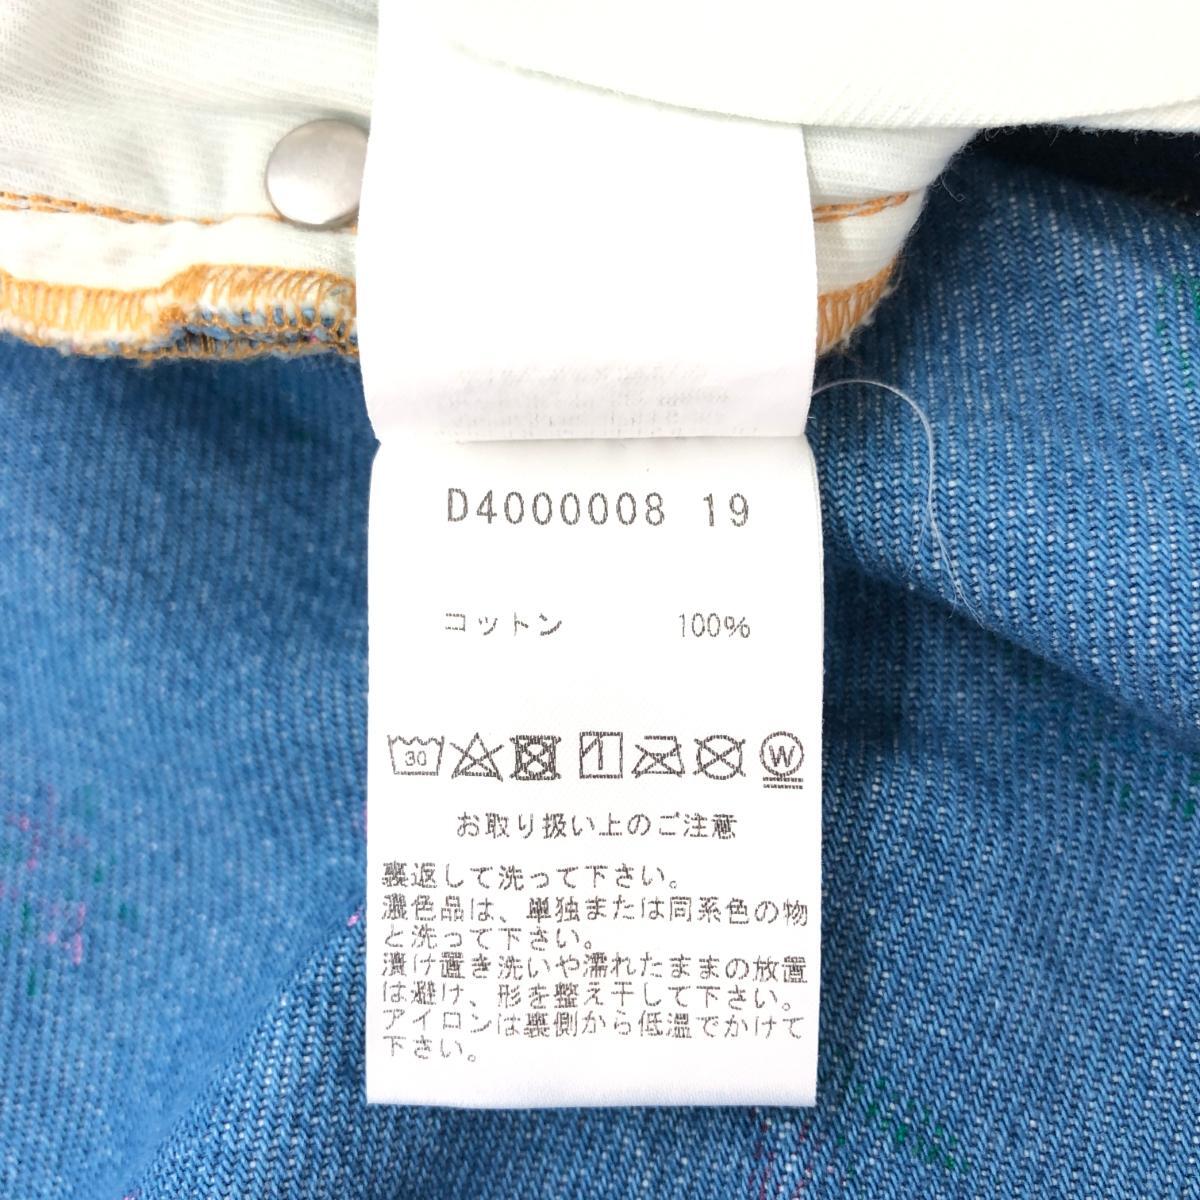 D4000008 19
コットン 100%
30
W
お取り扱い上のご注意
裏返して洗って下さい。
濃色品は、単独または同系色の物
と洗って下さい。
漬け置き洗いや濡れたままの放置
は避け、形を整え干して下さい。
アイロンは裏側から低温でかけて
下さい。